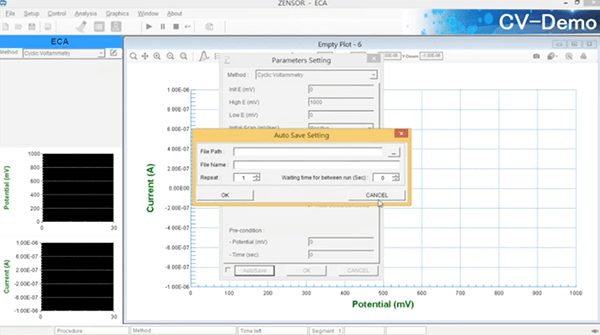 ZENSOR - ECA
File Setup Control Analysis Graphics Window About
CV-Demo
ECA
Method : Cyclic Voltammetry
Empty Plot - 6
Parameters Setting
Method : Cyclic Voltammetry
Init E (mV) 0
High E (mV) 1000
Low E (mV) 0
Auto Save Setting
File Path : ...
File Name :
Repeat : 1 Waiting time for between run (Sec) : 0
OK CANCEL
Pre-condition :
- Potential (mV) 0
- Time (sec) 0
AutoSave OK CANCEL
Current (A)
1.00E-06
8.00E-07
6.00E-07
4.00E-07
2.00E-07
0.00E+00
-2.00E-07
-4.00E-07
-6.00E-07
-8.00E-07
-1.00E-06
0 100 200 300 400 500 600 700 800 900 1000
Potential (mV)
Potential (mV)
1000
800
600
400
200
0
0 30
Current (A)
1.00E-06
6.00E-07
2.00E-07
-2.00E-07
-6.00E-07
-1.00E-06
0 30
Procedure Method Time left Segment 1